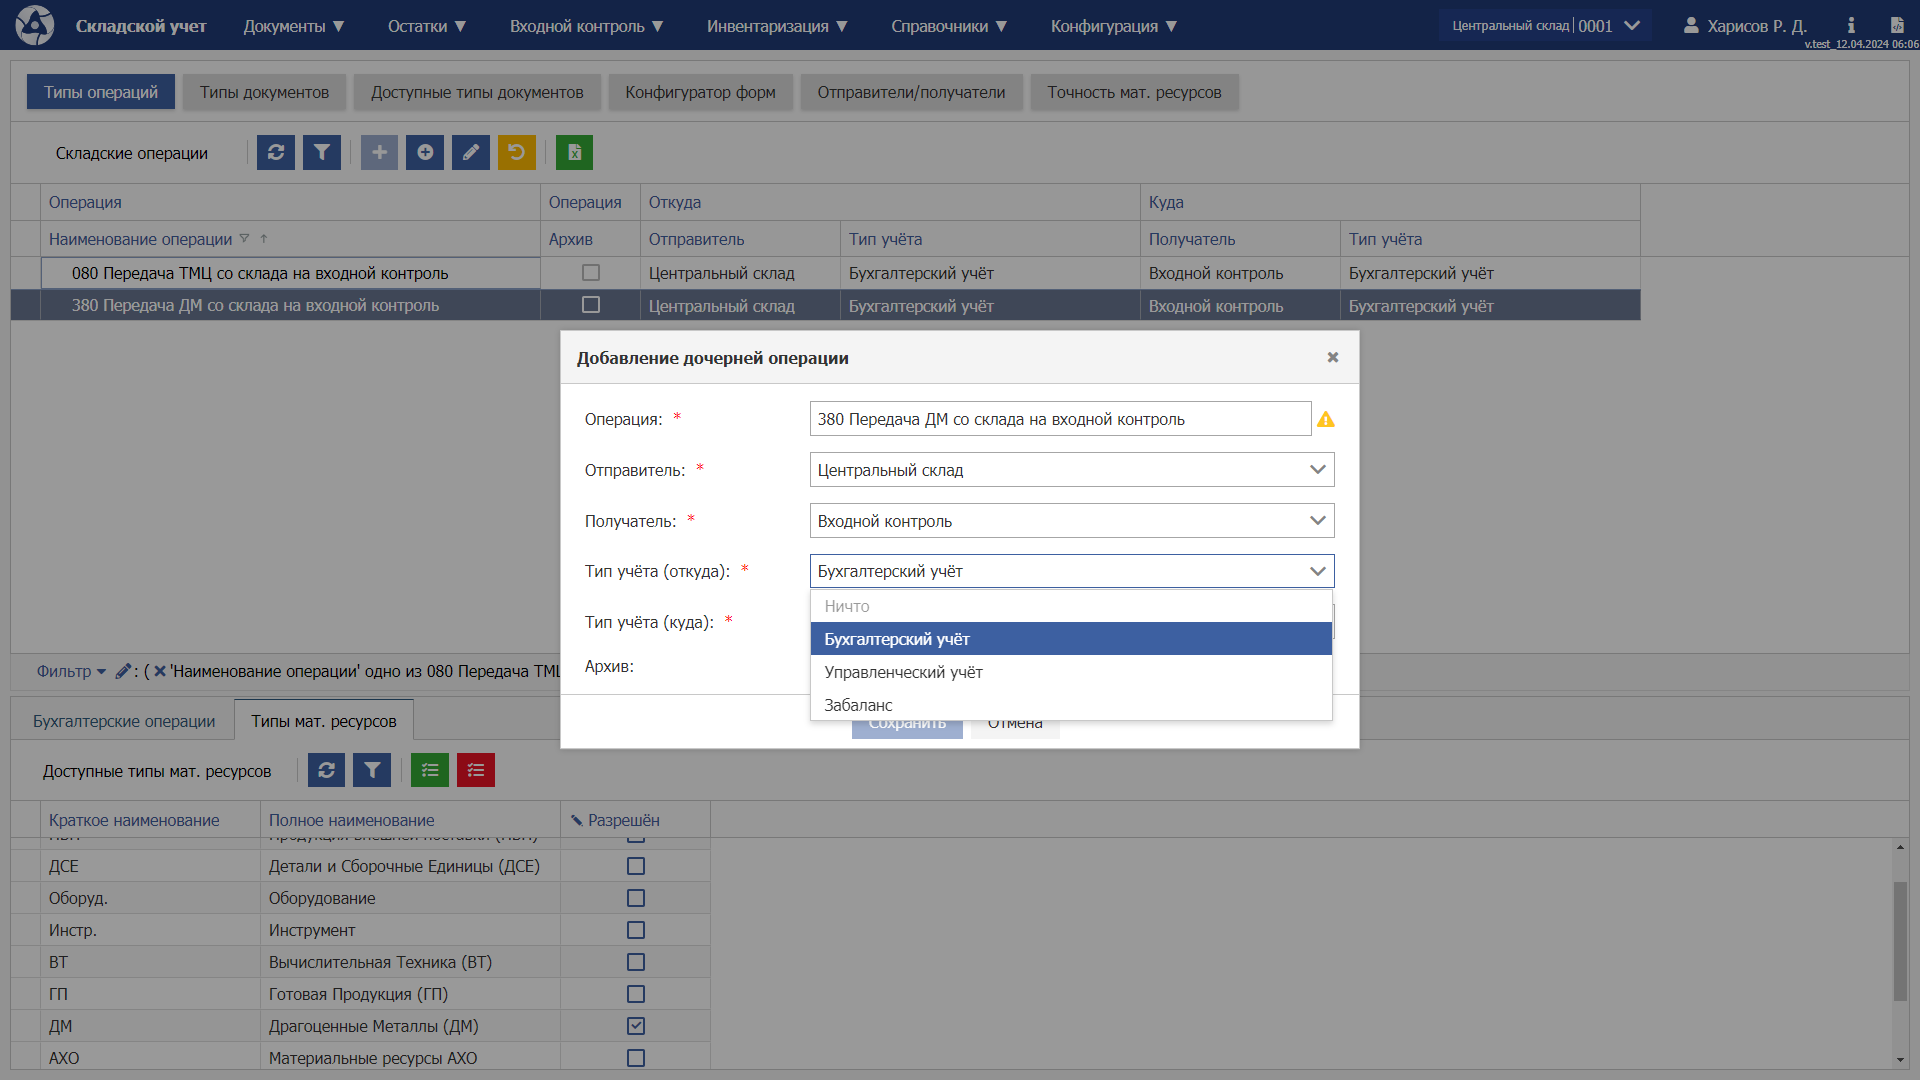 Складской учет
Документы ▼
Остатки ▼
Входной контроль ▼
Инвентаризация ▼
Справочники ▼
Конфигурация ▼
Центральный склад | 0001
Харисов Р. Д.
v.test_12.04.2024 06:06
Типы операций
Типы документов
Доступные типы документов
Конфигуратор форм
Отправители/получатели
Точность мат. ресурсов
Складские операции
Операция Операция Откуда Куда
Наименование операции Архив Отправитель Тип учёта Получатель Тип учёта
080 Передача ТМЦ со склада на входной контроль Центральный склад Бухгалтерский учёт Входной контроль Бухгалтерский учёт
380 Передача ДМ со склада на входной контроль Центральный склад Бухгалтерский учёт Входной контроль Бухгалтерский учёт
Добавление дочерней операции
Операция: * 380 Передача ДМ со склада на входной контроль
Отправитель: * Центральный склад
Получатель: * Входной контроль
Тип учёта (откуда): * Бухгалтерский учёт
Ничто
Тип учёта (куда): *
Бухгалтерский учёт
Управленческий учёт
Архив:
Забаланс
Сохранить Отмена
Фильтр : ( 'Наименование операции' одно из 080 Передача ТМЦ
Бухгалтерские операции
Типы мат. ресурсов
Доступные типы мат. ресурсов
Краткое наименование Полное наименование Разрешён
ДСЕ Детали и Сборочные Единицы (ДСЕ)
Оборуд. Оборудование
Инстр. Инструмент
ВТ Вычислительная Техника (ВТ)
ГП Готовая Продукция (ГП)
ДМ Драгоценные Металлы (ДМ)
АХО Материальные ресурсы АХО